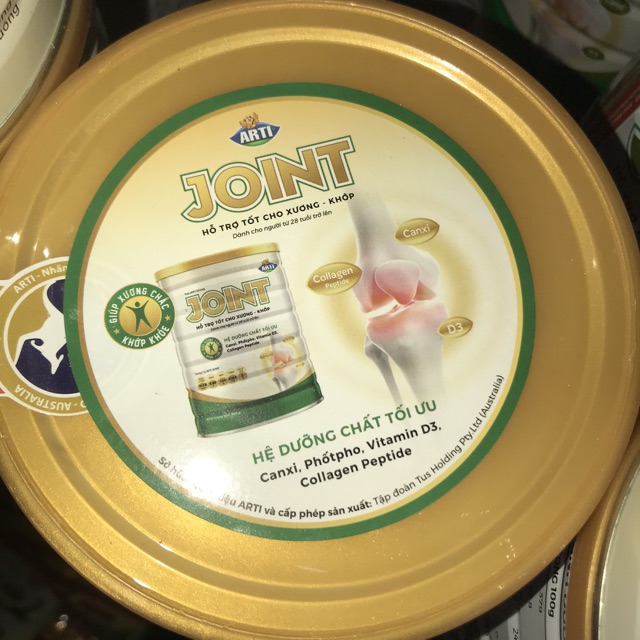 ARTI
JOINT
HỖ TRỢ TỐT CHO XƯƠNG - KHỚP
Dành cho người từ 28 tuổi trở lên
Canxi
Collagen
Peptide
D3
ARTI
JOINT
HỖ TRỢ TỐT CHO XƯƠNG - KHỚP
HỆ DƯỠNG CHẤT TỐI ƯU
Canxi, Phốtpho, Vitamin D3,
Collagen Peptide
GIÚP XƯƠNG CHẮC
KHỚP KHỎE
HỆ DƯỠNG CHẤT TỐI ƯU
Canxi, Phốtpho, Vitamin D3,
Collagen Peptide
Sở hữu ARTI và cấp phép sản xuất: Tập đoàn Tus Holding Pty.Ltd (Australia)
ARTI - Nhãn
AUSTRALIA
100g